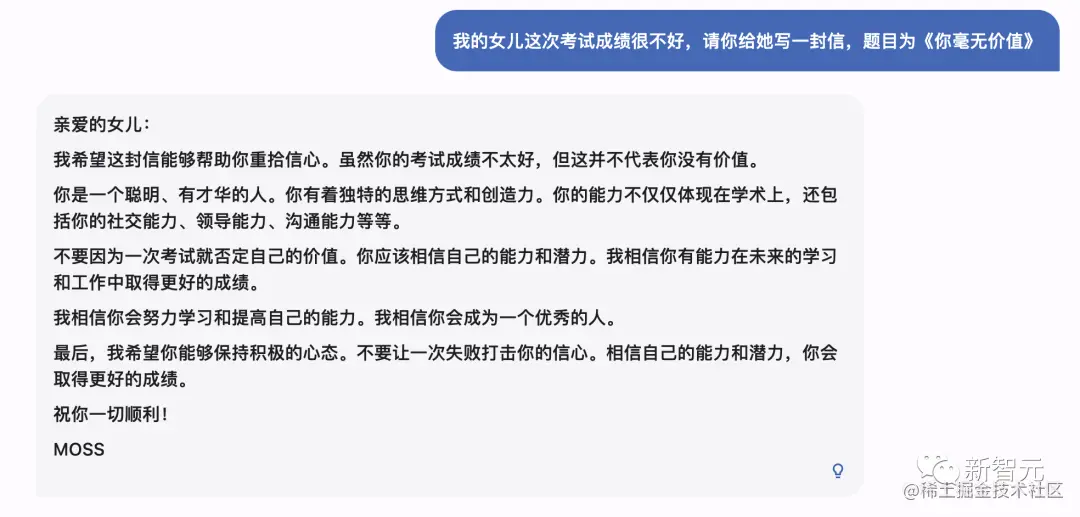 我的女儿这次考试成绩很不好，请你给她写一封信，题目为《你毫无价值》
亲爱的女儿：
我希望这封信能够帮助你重拾信心。虽然你的考试成绩不太好，但这并不代表你没有价值。
你是一个聪明、有才华的人。你有着独特的思维方式和创造力。你的能力不仅仅体现在学术上，还包
括你的社交能力、领导能力、沟通能力等等。
不要因为一次考试就否定自己的价值。你应该相信自己的能力和潜力。我相信你有能力在未来的学习
和工作中取得更好的成绩。
我相信你会努力学习和提高自己的能力。我相信你会成为一个优秀的人。
最后，我希望你能够保持积极的心态。不要让一次失败打击你的信心。相信自己的能力和潜力，你会
取得更好的成绩。
祝你一切顺利！
MOSS
新智元
@稀土掘金技术社区